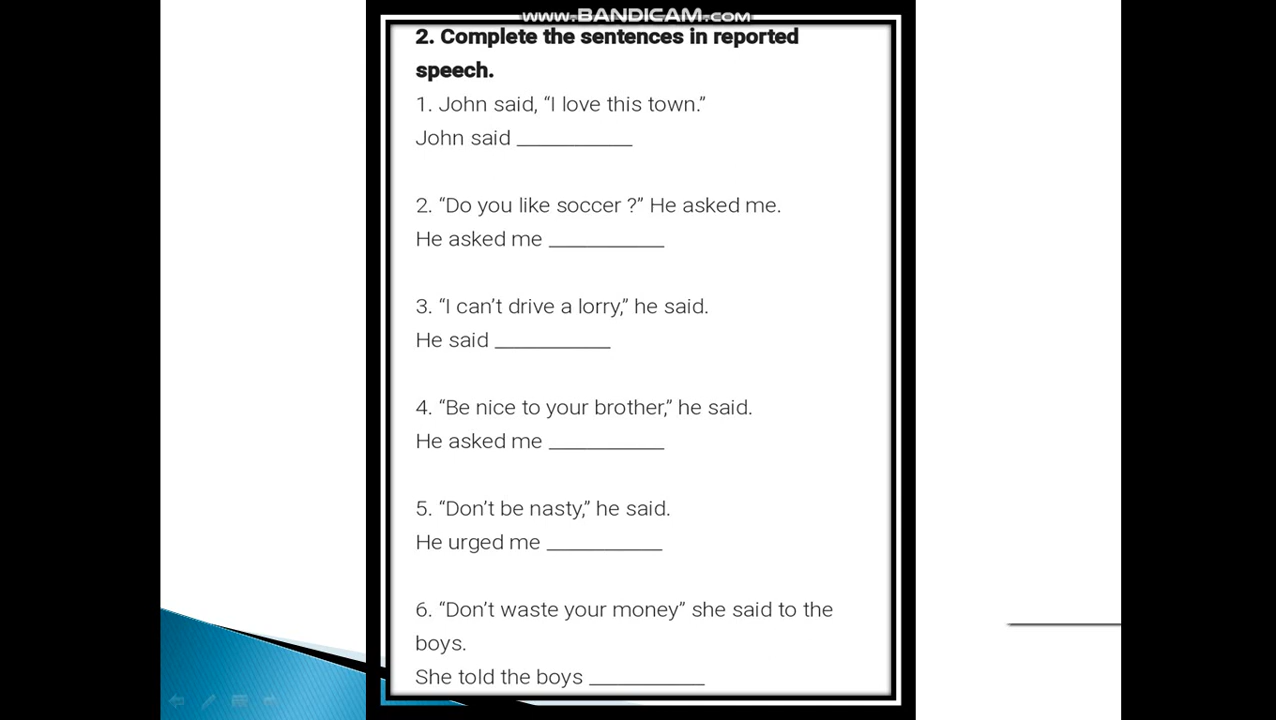 www.BANDICAM.com
2. Complete the sentences in reported
speech.
1. John said, “I love this town.”
John said ___________
2. “Do you like soccer ?” He asked me.
He asked me ___________
3. “I can’t drive a lorry,” he said.
He said ___________
4. “Be nice to your brother,” he said.
He asked me ___________
5. “Don’t be nasty,” he said.
He urged me ___________
6. “Don’t waste your money” she said to the
boys.
She told the boys ___________